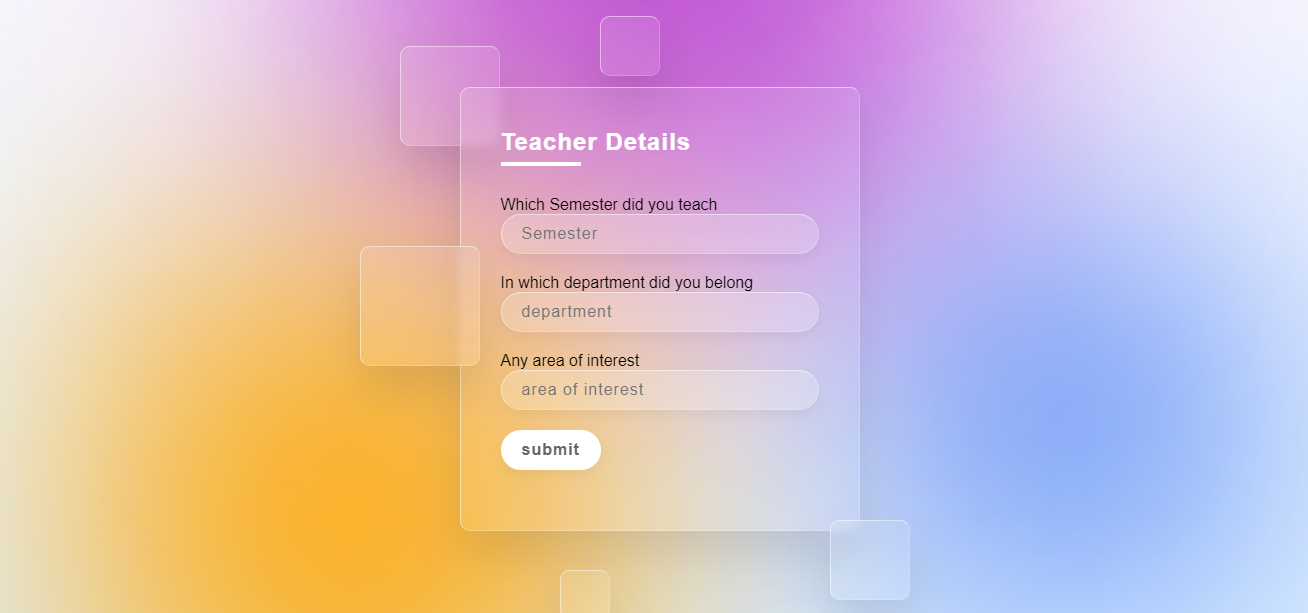 Teacher Details
Which Semester did you teach
Semester
In which department did you belong
department
Any area of interest
area of interest
submit